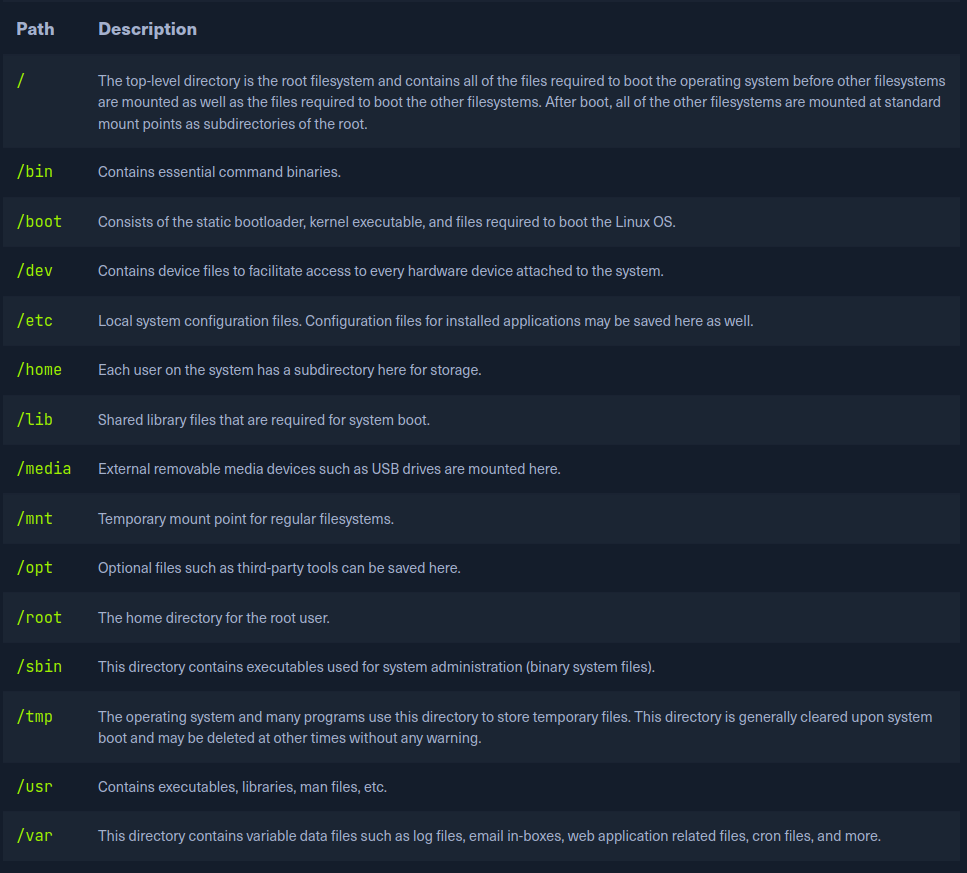 Path Description
/ The top-level directory is the root filesystem and contains all of the files required to boot the operating system before other filesystems
are mounted as well as the files required to boot the other filesystems. After boot, all of the other filesystems are mounted at standard
mount points as subdirectories of the root.
/bin Contains essential command binaries.
/boot Consists of the static bootloader, kernel executable, and files required to boot the Linux OS.
/dev Contains device files to facilitate access to every hardware device attached to the system.
/etc Local system configuration files. Configuration files for installed applications may be saved here as well.
/home Each user on the system has a subdirectory here for storage.
/lib Shared library files that are required for system boot.
/media External removable media devices such as USB drives are mounted here.
/mnt Temporary mount point for regular filesystems.
/opt Optional files such as third-party tools can be saved here.
/root The home directory for the root user.
/sbin This directory contains executables used for system administration (binary system files).
/tmp The operating system and many programs use this directory to store temporary files. This directory is generally cleared upon system
boot and may be deleted at other times without any warning.
/usr Contains executables, libraries, man files, etc.
/var This directory contains variable data files such as log files, email in-boxes, web application related files, cron files, and more.